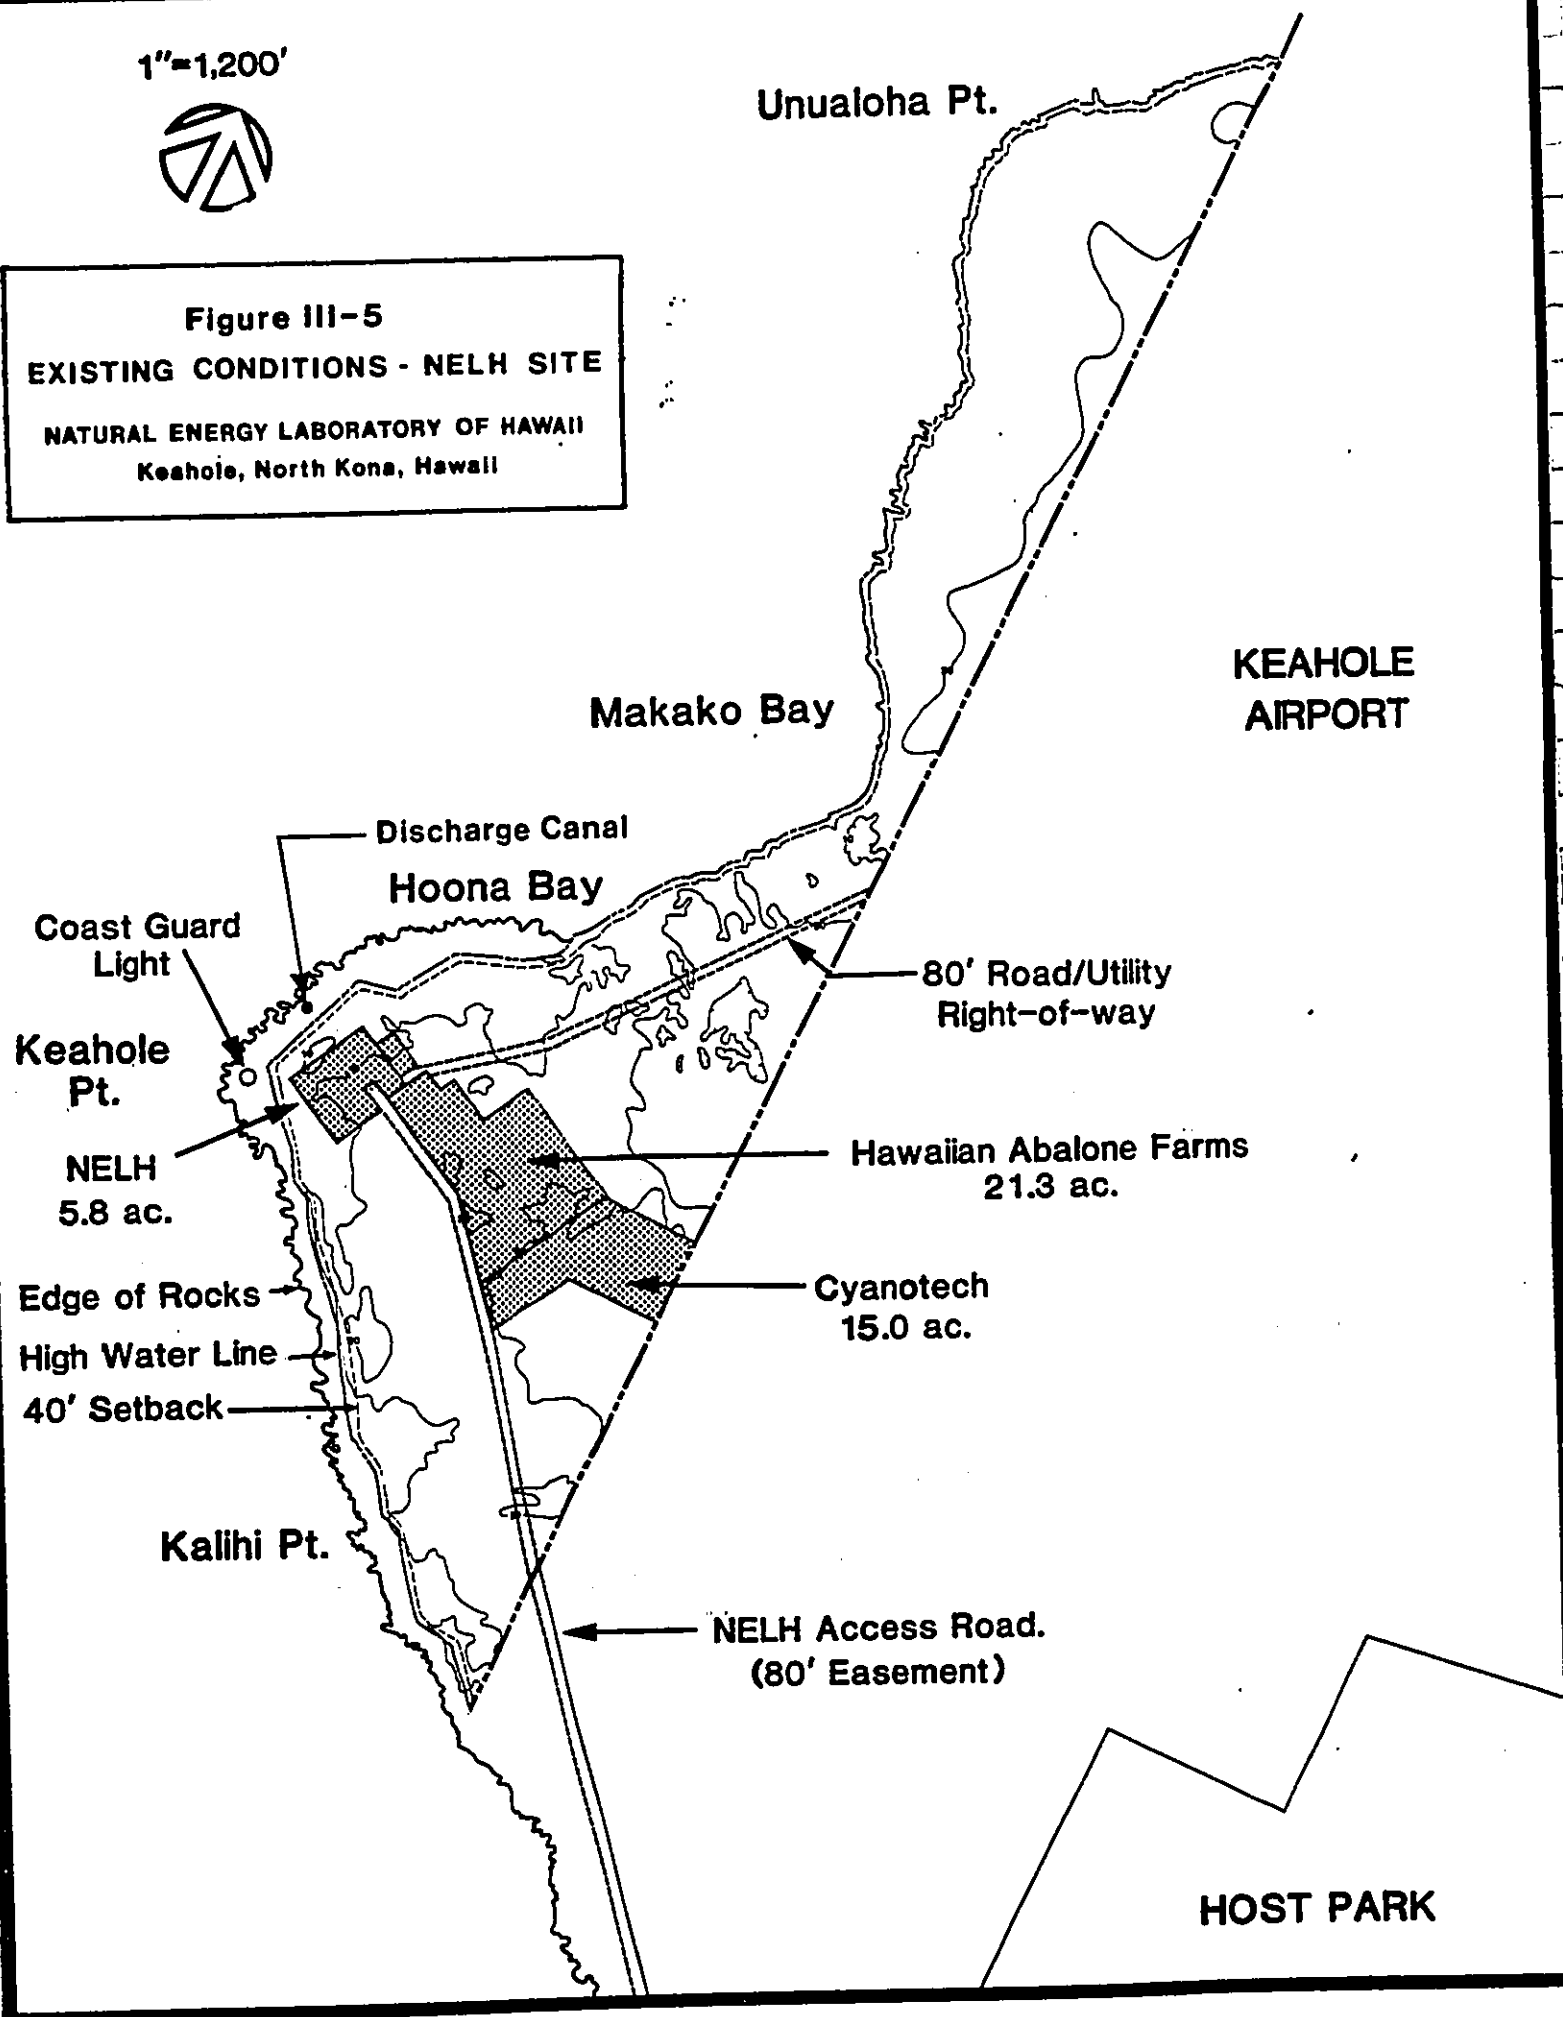 1"=1,200'
Unualoha Pt.
Figure III-5
EXISTING CONDITIONS - NELH SITE
NATURAL ENERGY LABORATORY OF HAWAII
Keahole, North Kona, Hawaii
KEAHOLE
AIRPORT
Makako Bay
Discharge Canal
Hoona Bay
Coast Guard
Light
80' Road/Utility
Right-of-way
Keahole
Pt.
NELH
5.8 ac.
Hawaiian Abalone Farms
21.3 ac.
Edge of Rocks
Cyanotech
15.0 ac.
High Water Line
40' Setback
Kalihi Pt.
NELH Access Road.
(80' Easement)
HOST PARK